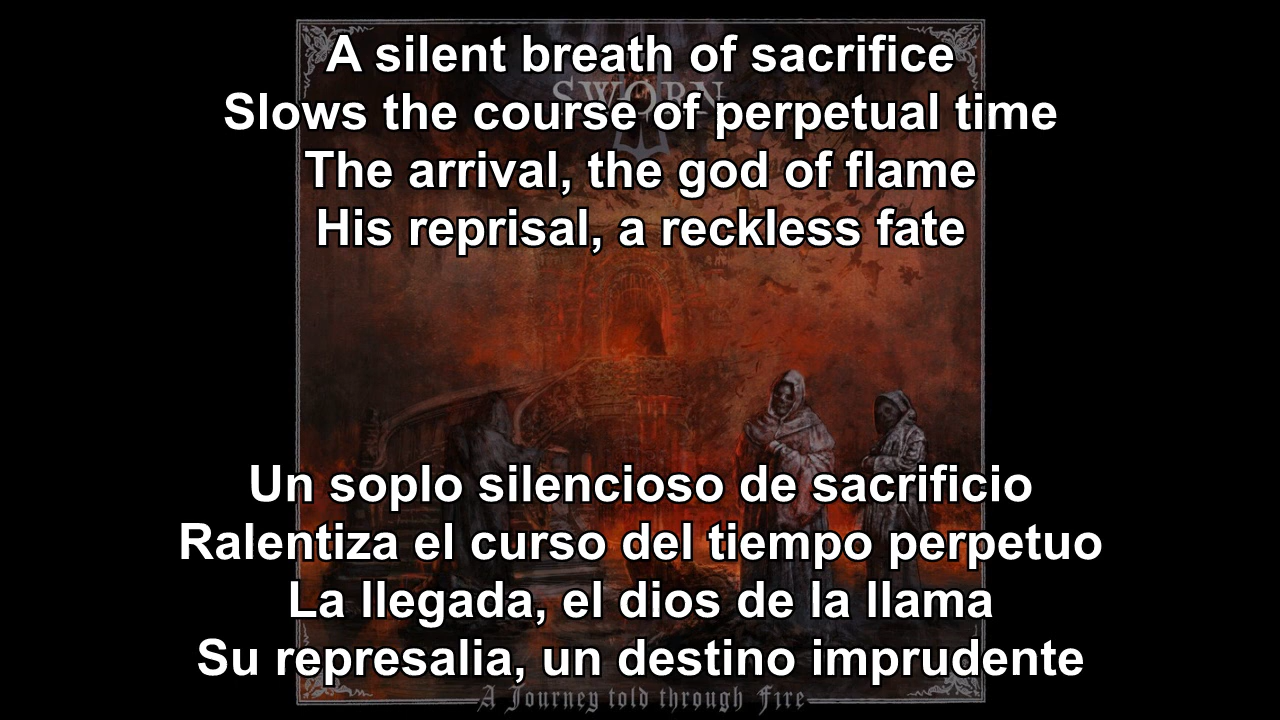 A silent breath of sacrifice
SWORN
Slows the course of perpetual time
The arrival, the god of flame
His reprisal, a reckless fate
Un soplo silencioso de sacrificio
Ralentiza el curso del tiempo perpetuo
La llegada, el dios de la llama
Su represalia, un destino imprudente
A Journey told through Fire